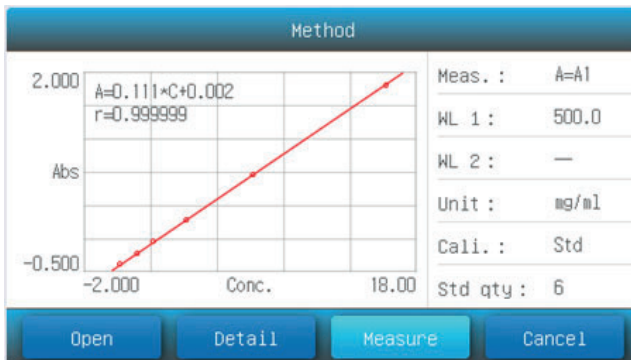 Method
2.000
A=0.111*C+0.002
r=0.999999
Abs
-0.500
-2.000 Conc. 18.00
Meas.: A=A1
WL 1: 500.0
WL 2: —
Unit: mg/ml
Cali.: Std
Std qty: 6
Open Detail Measure Cancel